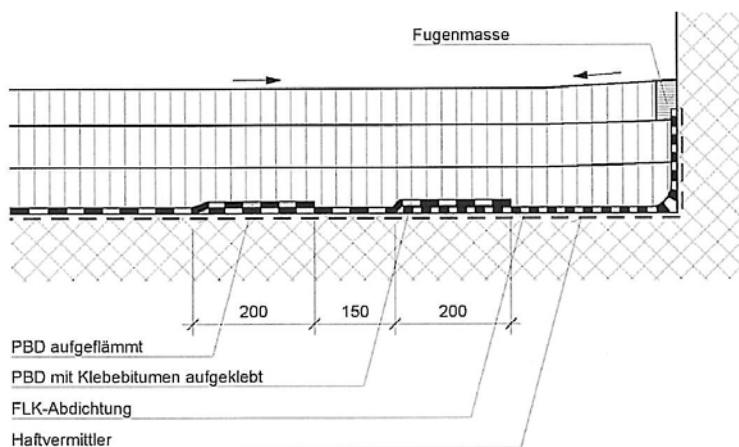 Fugenmasse
200
150
200
PBD aufgeflämmt
PBD mit Klebebitumen aufgeklebt
FLK-Abdichtung
Haftvermittler